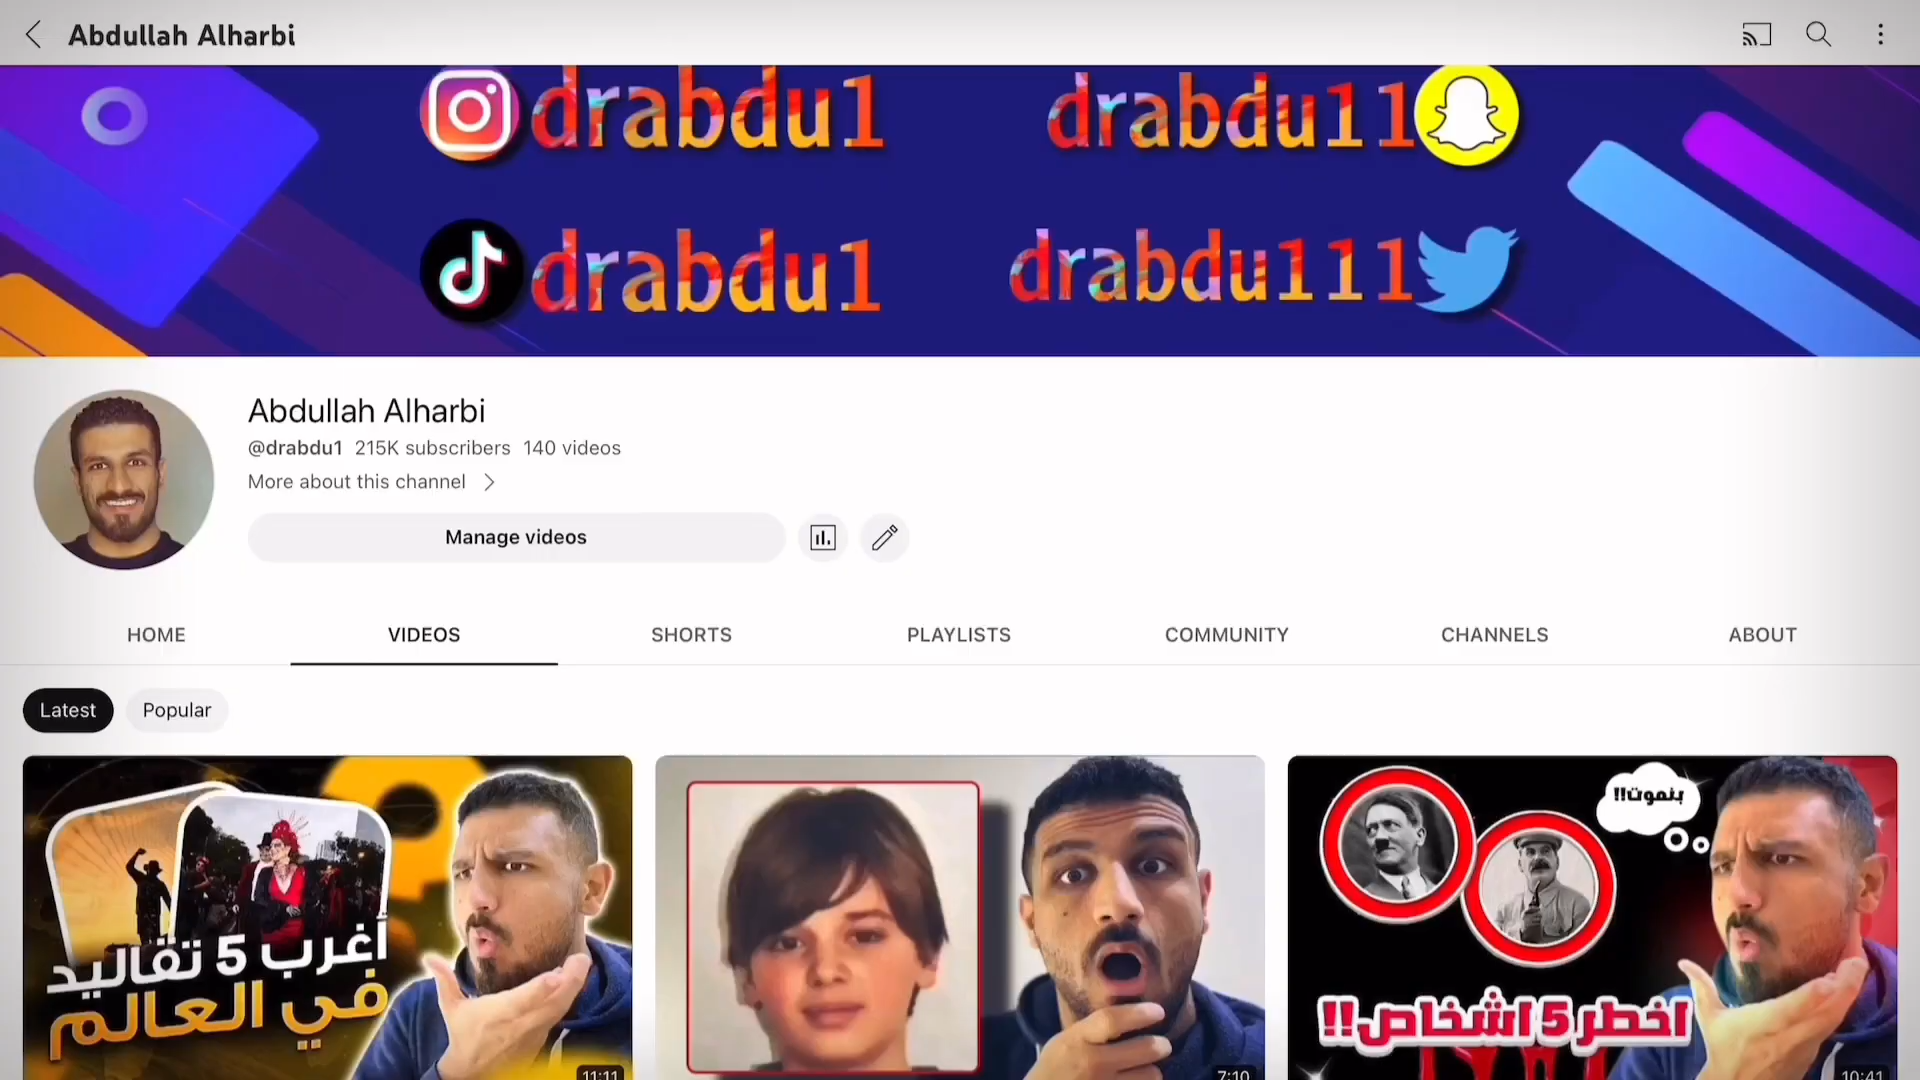 Abdullah Alharbi
drabdu1
drabdu11
drabdu1
drabdu111
Abdullah Alharbi
@drabdu1 215K subscribers 140 videos
More about this channel
Manage videos
HOME
VIDEOS
SHORTS
PLAYLISTS
COMMUNITY
CHANNELS
ABOUT
Latest
Popular
أغرب 5 تقاليد
في العالم
11:11
7:10
بنموت!!
اخطر 5 اشخاص!!
10:41